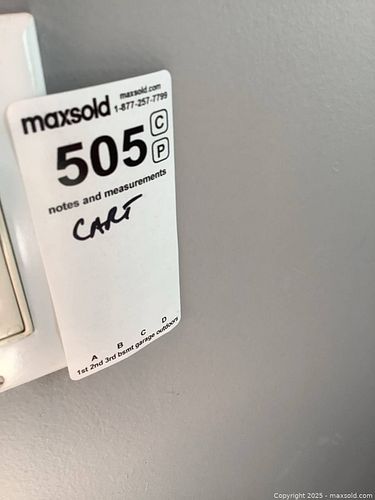 maxsold
maxsold.com
1-877-257-7799
505
C
P
notes and measurements
CART
A B C D
1st 2nd 3rd bsmt garage outdoors
Copyright 2025 - maxsold.com